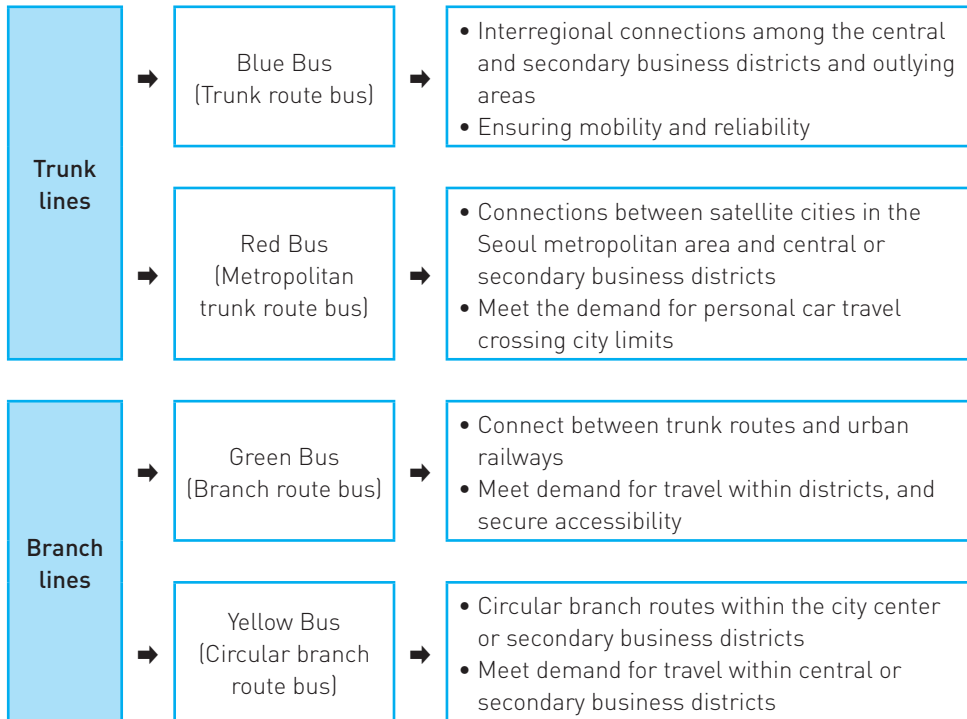 Trunk
lines
Blue Bus
(Trunk route bus)
• Interregional connections among the central
and secondary business districts and outlying
areas
• Ensuring mobility and reliability
Red Bus
(Metropolitan
trunk route bus)
• Connections between satellite cities in the
Seoul metropolitan area and central or
secondary business districts
• Meet the demand for personal car travel
crossing city limits
Branch
lines
Green Bus
(Branch route bus)
• Connect between trunk routes and urban
railways
• Meet demand for travel within districts, and
secure accessibility
Yellow Bus
(Circular branch
route bus)
• Circular branch routes within the city center
or secondary business districts
• Meet demand for travel within central or
secondary business districts